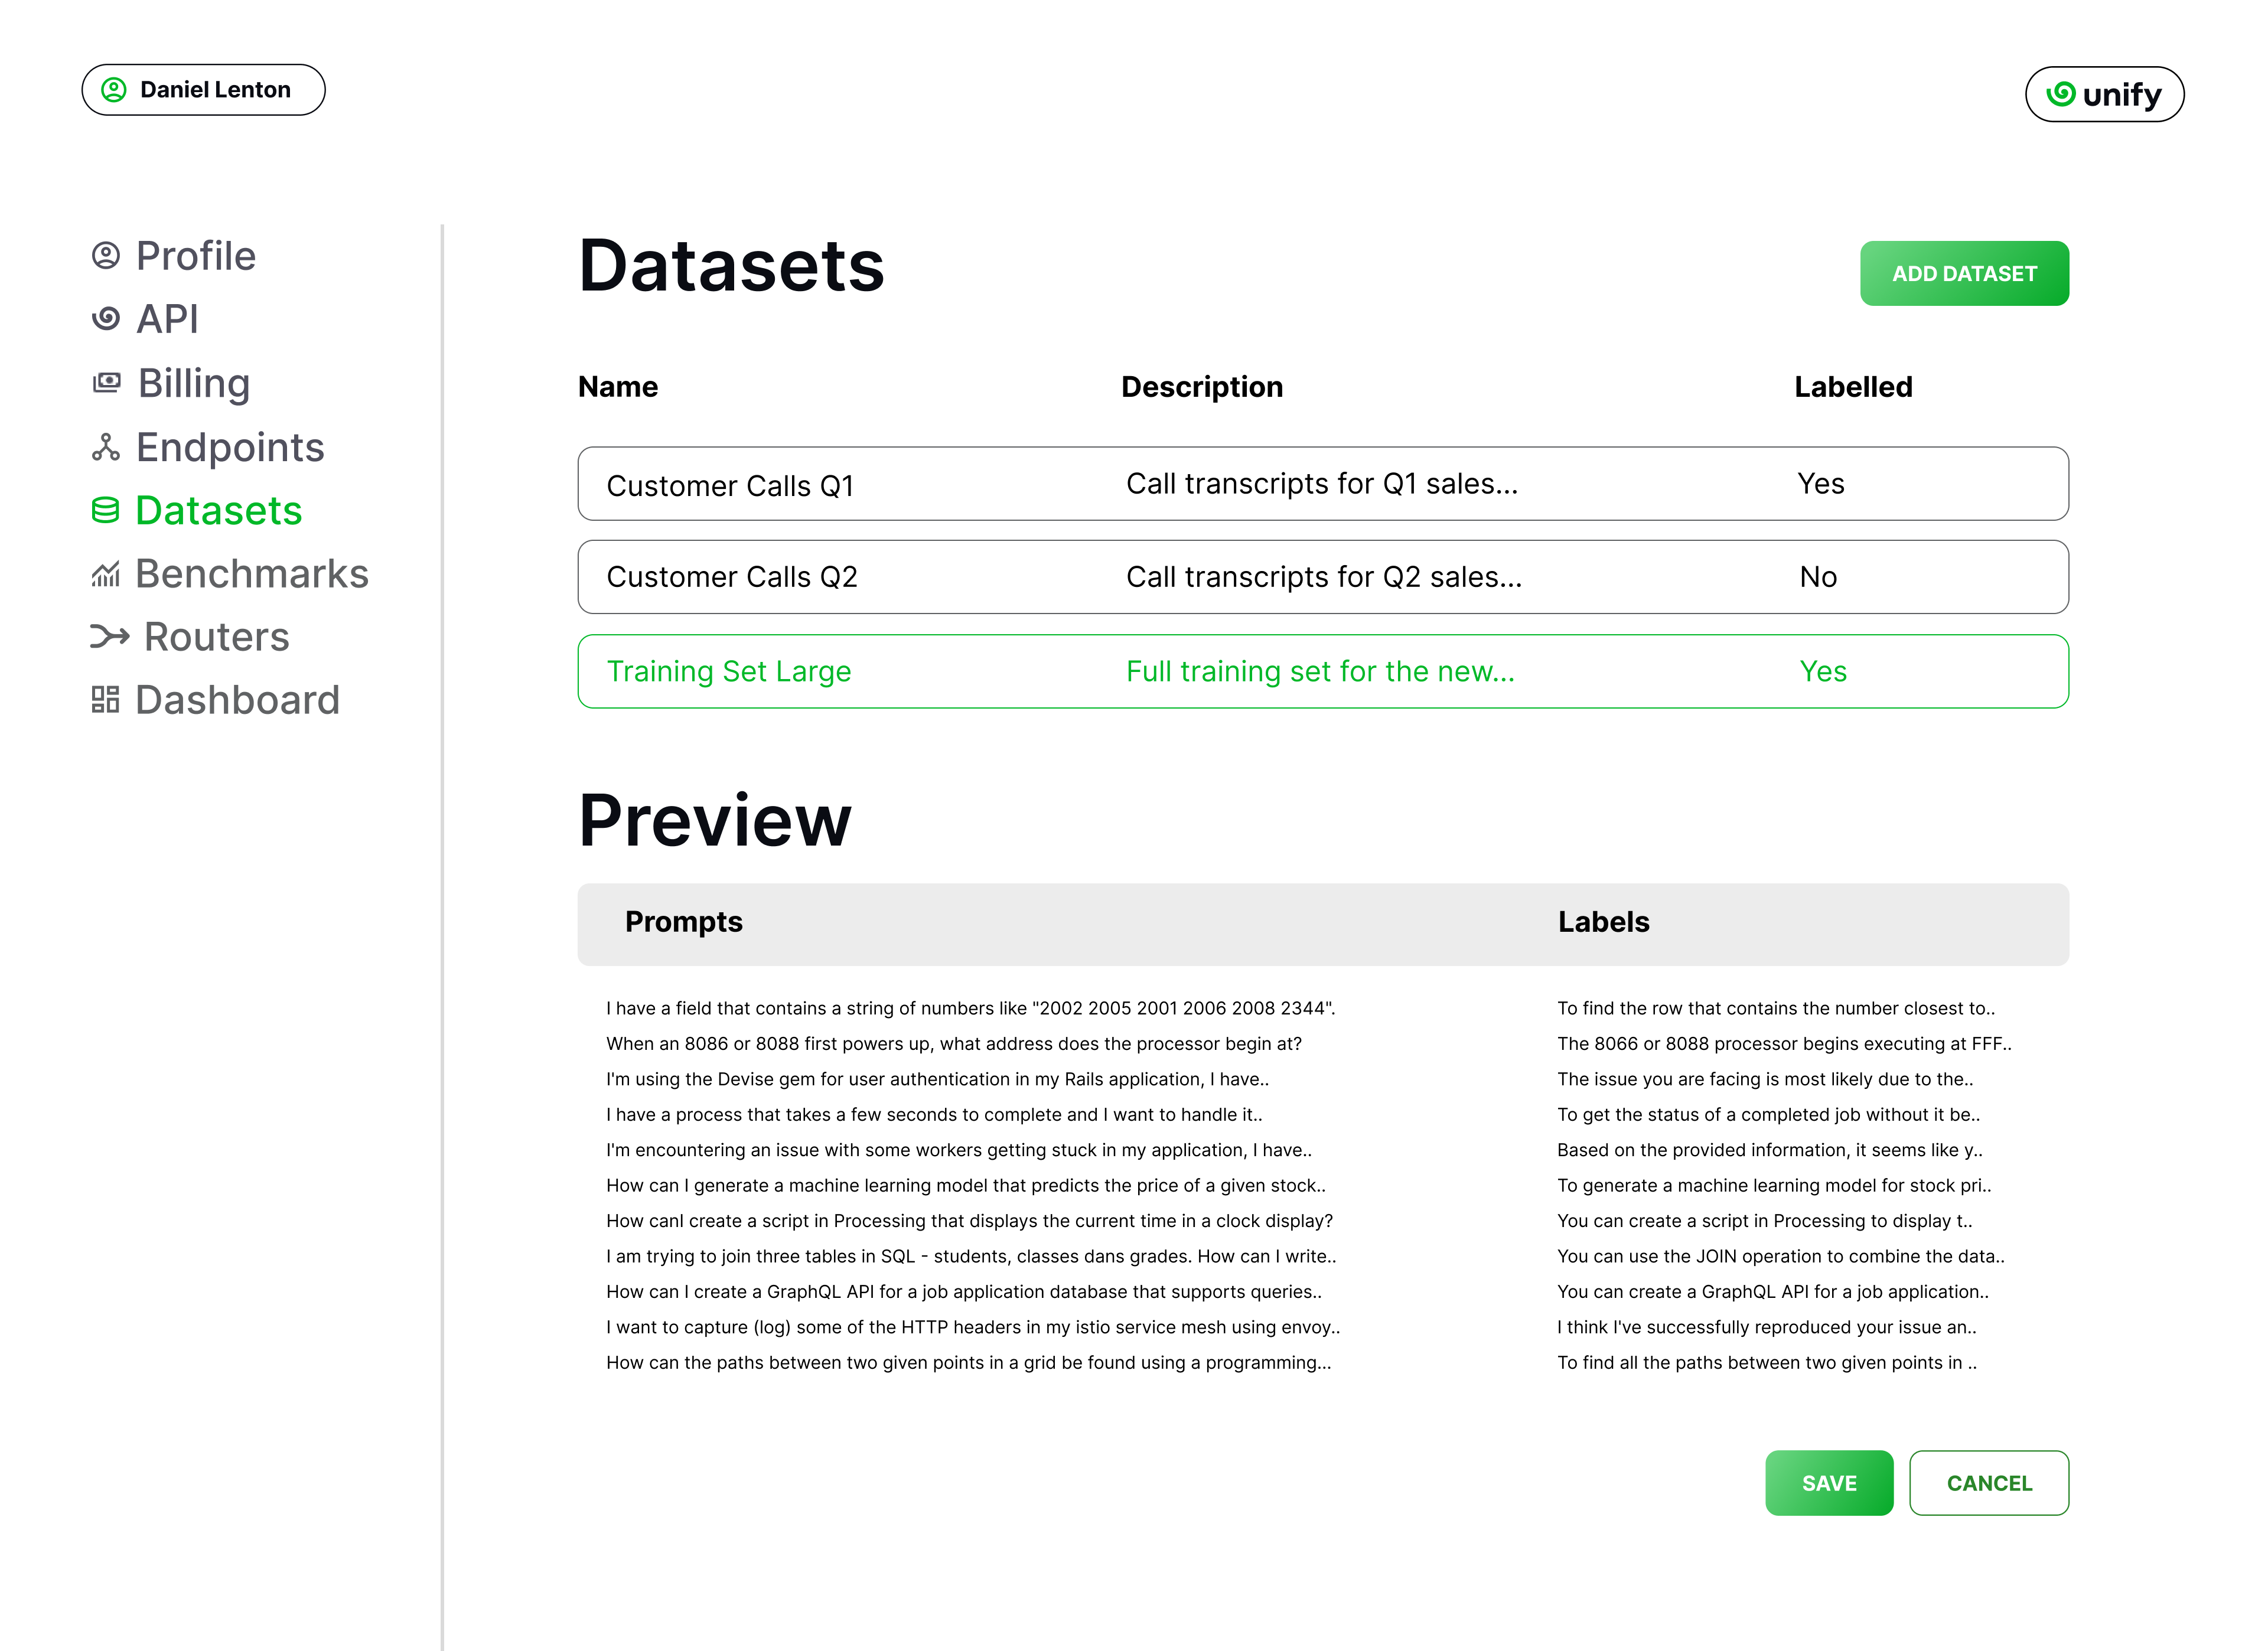 Daniel Lenton
unify
Profile
API
Billing
Endpoints
Datasets
Benchmarks
Routers
Dashboard
Datasets
ADD DATASET
Name Description Labelled
Customer Calls Q1 Call transcripts for Q1 sales... Yes
Customer Calls Q2 Call transcripts for Q2 sales... No
Training Set Large Full training set for the new... Yes
Preview
Prompts Labels
I have a field that contains a string of numbers like "2002 2005 2001 2006 2008 2344". To find the row that contains the number closest to..
When an 8086 or 8088 first powers up, what address does the processor begin at? The 8066 or 8088 processor begins executing at FFF..
I'm using the Devise gem for user authentication in my Rails application, I have.. The issue you are facing is most likely due to the..
I have a process that takes a few seconds to complete and I want to handle it.. To get the status of a completed job without it be..
I'm encountering an issue with some workers getting stuck in my application, I have.. Based on the provided information, it seems like y..
How can I generate a machine learning model that predicts the price of a given stock.. To generate a machine learning model for stock pri..
How canI create a script in Processing that displays the current time in a clock display? You can create a script in Processing to display t..
I am trying to join three tables in SQL - students, classes dans grades. How can I write.. You can use the JOIN operation to combine the data..
How can I create a GraphQL API for a job application database that supports queries.. You can create a GraphQL API for a job application..
I want to capture (log) some of the HTTP headers in my istio service mesh using envoy.. I think I've successfully reproduced your issue an..
How can the paths between two given points in a grid be found using a programming... To find all the paths between two given points in ..
SAVE CANCEL